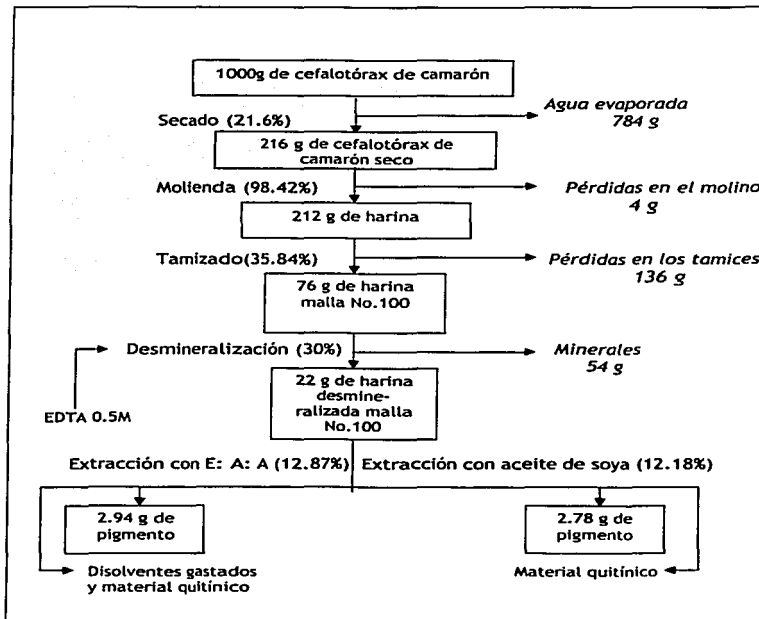 1000g de cefalotórax de camarón
Secado (21.6%)
Agua evaporada
784 g
216 g de cefalotórax de
camarón seco
Molienda (98.42%)
Pérdidas en el molino
4 g
212 g de harina
Tamizado(35.84%)
Pérdidas en los tamices
136 g
76 g de harina
malla No.100
Desmineralización (30%)
Minerales
54 g
EDTA 0.5M
22 g de harina
desmine-
ralizada malla
No.100
Extracción con E: A: A (12.87%)
Extracción con aceite de soya (12.18%)
2.94 g de
pigmento
2.78 g de
pigmento
Disolventes gastados
y material quitínico
Material quitínico